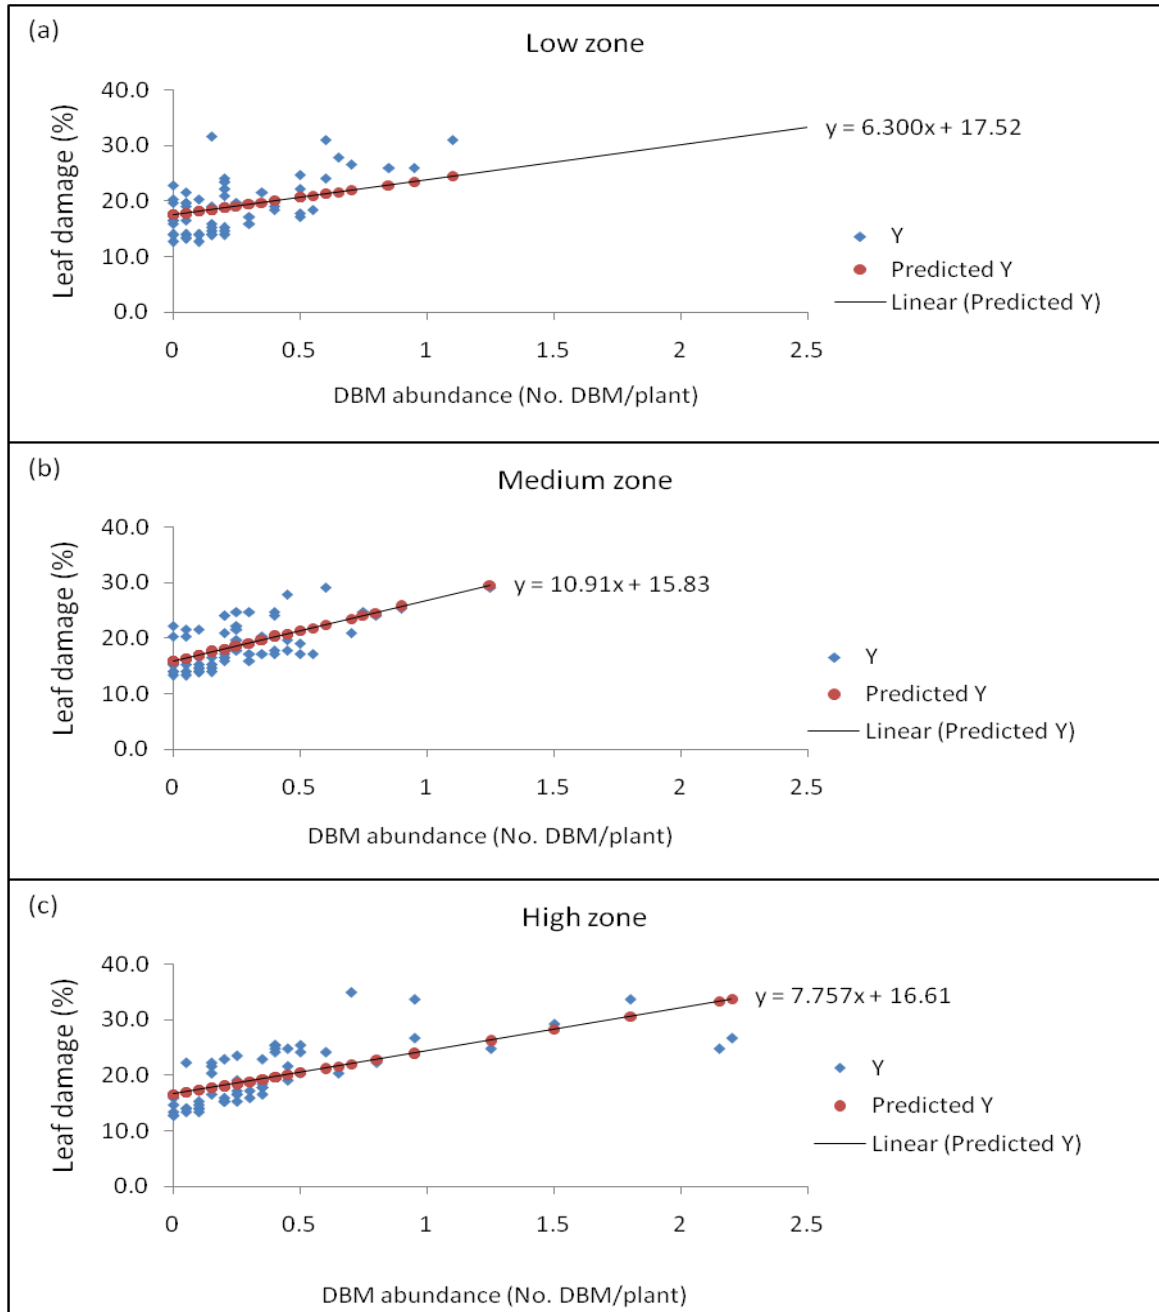 (a)
Low zone
Leaf damage (%)
40.0
30.0
20.0
10.0
0.0
y = 6.300x + 17.52
Y
Predicted Y
Linear (Predicted Y)
0 0.5 1 1.5 2 2.5
DBM abundance (No. DBM/plant)
(b)
Medium zone
Leaf damage (%)
40.0
30.0
20.0
10.0
0.0
y = 10.91x + 15.83
Y
Predicted Y
Linear (Predicted Y)
0 0.5 1 1.5 2 2.5
DBM abundance (No. DBM/plant)
(c)
High zone
Leaf damage (%)
40.0
30.0
20.0
10.0
0.0
y = 7.757x + 16.61
Y
Predicted Y
Linear (Predicted Y)
0 0.5 1 1.5 2 2.5
DBM abundance (No. DBM/plant)